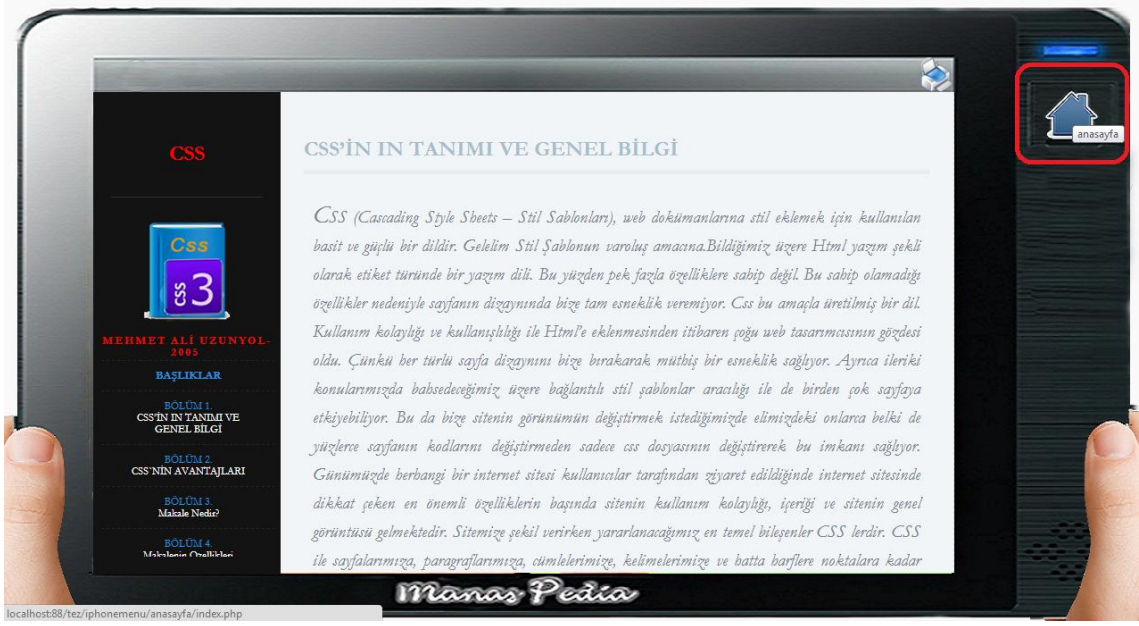 anasayfa
CSS
Css
css 3
MEHMET ALİ UZUNYOL-
2005
BAŞLIKLAR
BÖLÜM 1.
CSS'İN IN TANIMI VE
GENEL BİLGİ
BÖLÜM 2.
CSS'NİN AVANTAJLARI
BÖLÜM 3.
Makale Nedir?
BÖLÜM 4.
Makalenin Özellikleri
CSS'İN IN TANIMI VE GENEL BİLGİ
CSS (Cascading Style Sheets – Stil Sablonları), web dokümanlarına stil eklemek için kullanılan
basit ve güçlü bir dildir. Gelelim Stil Şablonun varoluş amacına.Bildiğimiz üzere Html yazım şekli
olarak etiket türünde bir yazım dili. Bu yüzden pek fazla özelliklere sahip değil. Bu sahip olamadığı
özellikler nedeniyle sayfanın dizaynında bize tam esneklik veremiyor. Css bu amaçla üretilmiş bir dil.
Kullanım kolaylığı ve kullanışlılığı ile Html'e eklenmesinden itibaren çoğu web tasarımcısının gözdesi
oldu. Çünkü her türlü sayfa dizaynını bize bırakarak müthiş bir esneklik sağlıyor. Ayrıca ileriki
konularımızda bahsedeceğimiz üzere bağlantılı stil şablonlar aracılığı ile de birden çok sayfaya
etkiyebiliyor. Bu da bize sitenin görünümün değiştirmek istediğimizde elimizdeki onlarca belki de
yüzlerce sayfanın kodlarını değiştirmeden sadece css dosyasının değiştirerek bu imkanı sağlıyor.
Günümüzde herhangi bir internet sitesi kullanıcılar tarafından ziyaret edildiğinde internet sitesinde
dikkat çeken en önemli özelliklerin başında sitenin kullanım kolaylığı, içeriği ve sitenin genel
görüntüsü gelmektedir. Sitemize şekil verirken yararlanacağımız en temel bileşenler CSS lerdir. CSS
ile sayfalarımıza, paragraflarımıza, cümlelerimize, kelimelerimize ve hatta harflere noktalara kadar
Manas Pedia
localhost:88/tez/iphonemenu/anasayfa/index.php